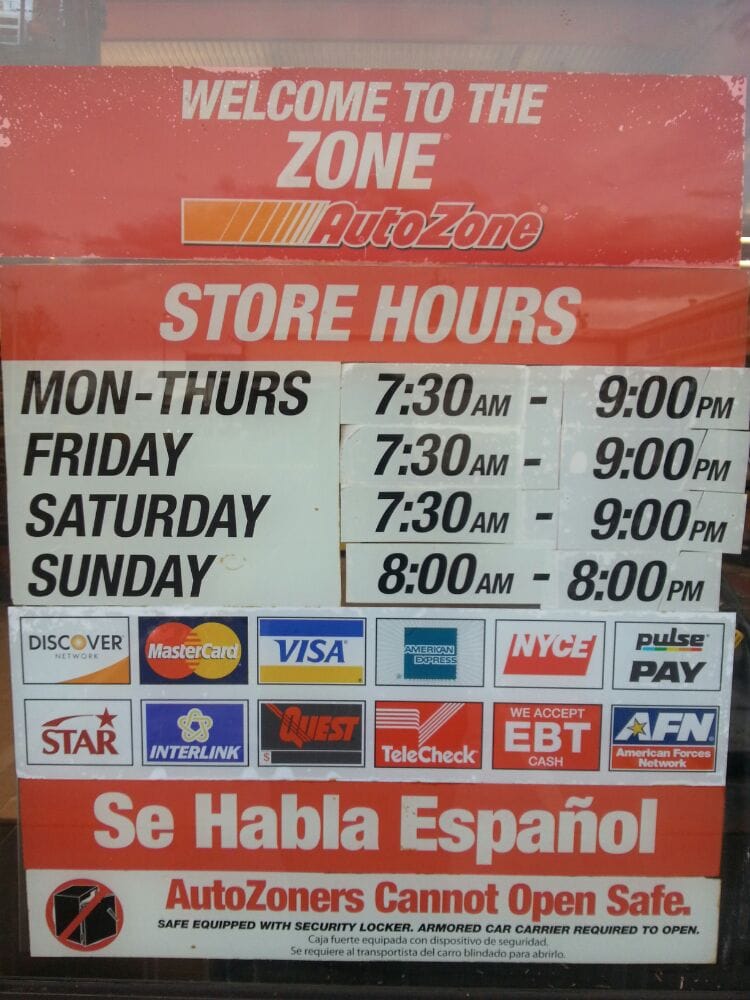 WELCOME TO THE
ZONE
AutoZone
STORE HOURS
MON-THURS 7:30AM - 9:00PM
FRIDAY 7:30AM - 9:00PM
SATURDAY 7:30AM - 9:00PM
SUNDAY 8:00AM - 8:00PM
DISCOVER NETWORK
MasterCard
VISA
AMERICAN EXPRESS
NYCE
pulse PAY
STAR
INTERLINK
$ QUEST
TeleCheck
WE ACCEPT EBT CASH
AFN American Forces Network
Se Habla Español
AutoZoners Cannot Open Safe.
SAFE EQUIPPED WITH SECURITY LOCKER. ARMORED CAR CARRIER REQUIRED TO OPEN.
Caja fuerte equipada con dispositivo de seguridad.
Se requiere al transportista del carro blindado para abrirlo.